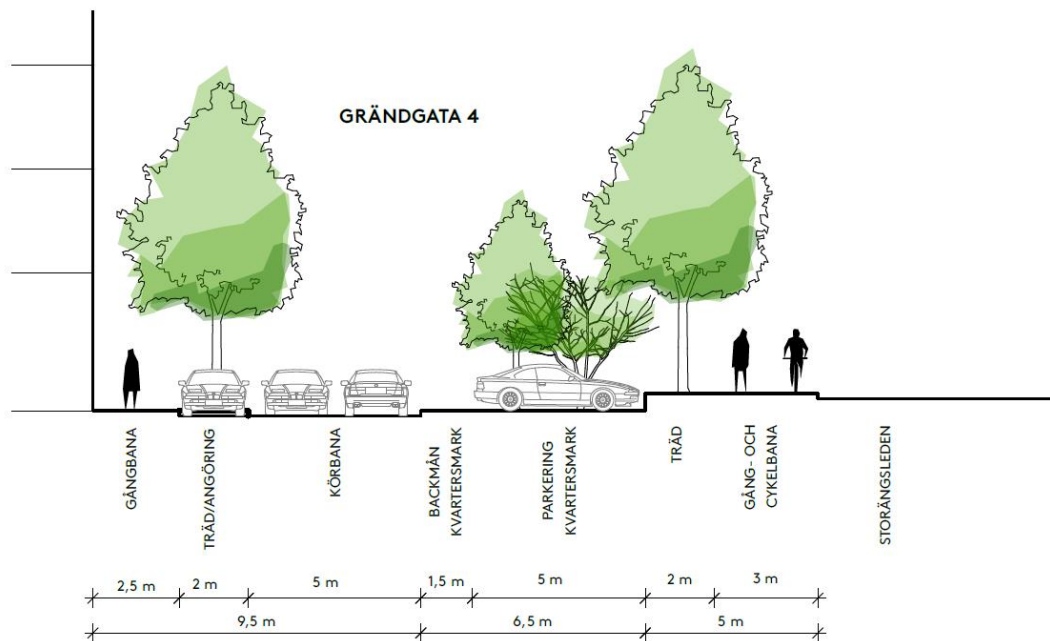 GRÄNDGATA 4
GÅNGBANA
TRÄD/ANGÖRING
KÖRBANA
BACKMÅN
KVARTERSMARK
PARKERING
KVARTERSMARK
TRÄD
GÅNG- OCH
CYKELBANA
STORÄNGSLEDEN
2,5 m
2 m
5 m
1,5 m
5 m
2 m
3 m
9,5 m
6,5 m
5 m